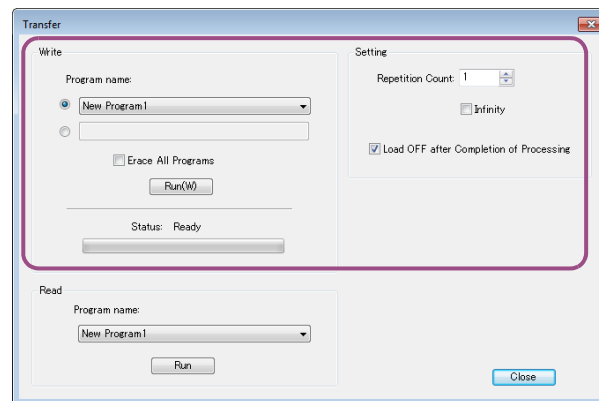 Transfer
Write
Program name:
New Program1
Erace All Programs
Run(W)
Status: Ready
Setting
Repetition Count: 1
Infinity
Load OFF after Completion of Processing
Read
Program name:
New Program1
Run
Close